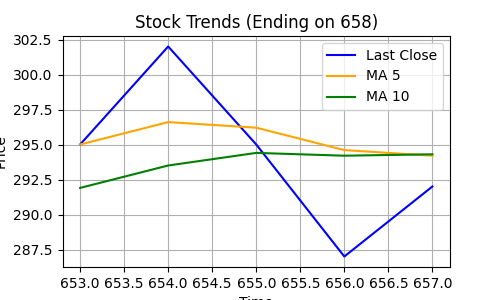 Stock Trends (Ending on 658)
302.5
300.0
297.5
295.0
292.5
290.0
287.5
Price
Last Close
MA 5
MA 10
653.0 653.5 654.0 654.5 655.0 655.5 656.0 656.5 657.0
Time